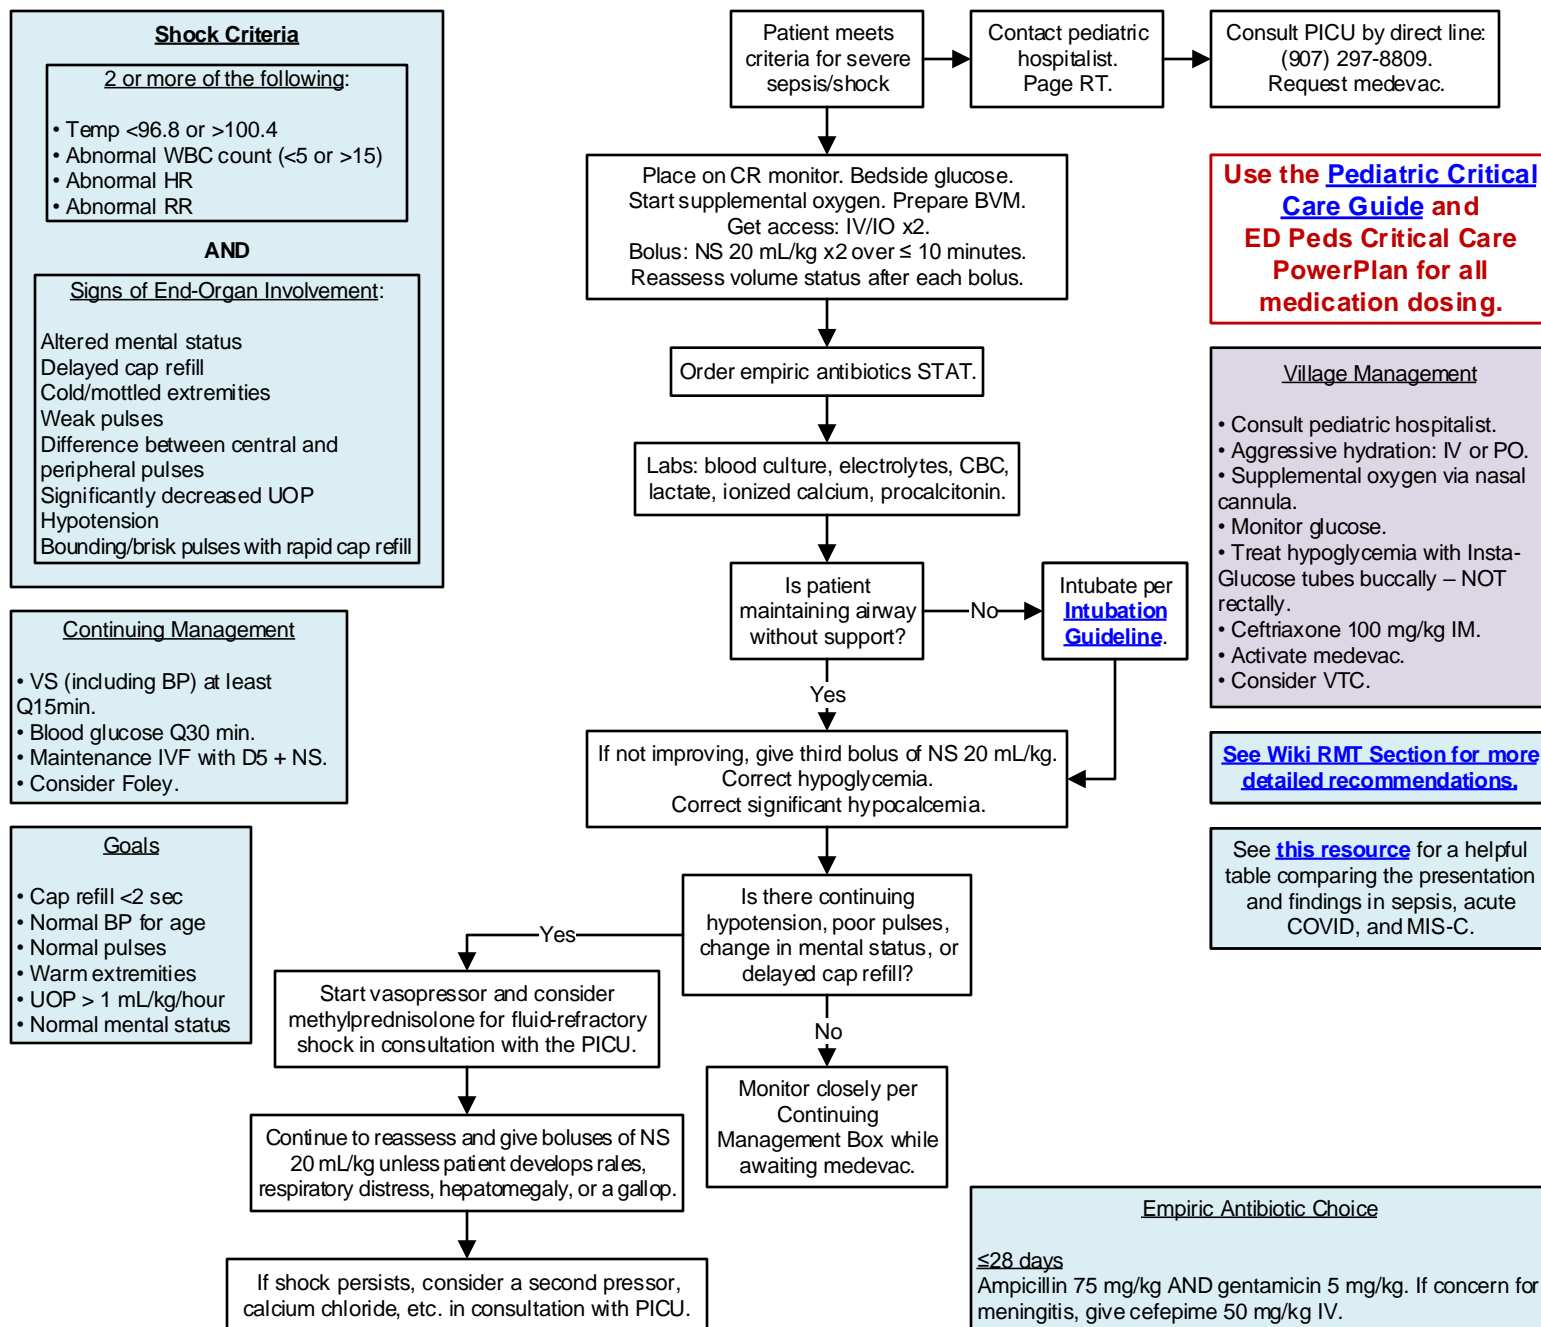 Shock Criteria
2 or more of the following:
• Temp <96.8 or >100.4
• Abnormal WBC count (<5 or >15)
• Abnormal HR
• Abnormal RR
AND
Signs of End-Organ Involvement:
Altered mental status
Delayed cap refill
Cold/mottled extremities
Weak pulses
Difference between central and
peripheral pulses
Significantly decreased UOP
Hypotension
Bounding/brisk pulses with rapid cap refill
Continuing Management
• VS (including BP) at least
Q15min.
• Blood glucose Q30 min.
• Maintenance IVF with D5 + NS.
• Consider Foley.
Goals
• Cap refill <2 sec
• Normal BP for age
• Normal pulses
• Warm extremities
• UOP > 1 mL/kg/hour
• Normal mental status
Patient meets
criteria for severe
sepsis/shock
Contact pediatric
hospitalist.
Page RT.
Consult PICU by direct line:
(907) 297-8809.
Request medevac.
Place on CR monitor. Bedside glucose.
Start supplemental oxygen. Prepare BVM.
Get access: IV/IO x2.
Bolus: NS 20 mL/kg x2 over ≤ 10 minutes.
Reassess volume status after each bolus.
Order empiric antibiotics STAT.
Labs: blood culture, electrolytes, CBC,
lactate, ionized calcium, procalcitonin.
Is patient
maintaining airway
without support?
No
Intubate per
Intubation
Guideline.
Yes
If not improving, give third bolus of NS 20 mL/kg.
Correct hypoglycemia.
Correct significant hypocalcemia.
Is there continuing
hypotension, poor pulses,
change in mental status, or
delayed cap refill?
Yes
Start vasopressor and consider
methylprednisolone for fluid-refractory
shock in consultation with the PICU.
No
Monitor closely per
Continuing
Management Box while
awaiting medevac.
Continue to reassess and give boluses of NS
20 mL/kg unless patient develops rales,
respiratory distress, hepatomegaly, or a gallop.
If shock persists, consider a second pressor,
calcium chloride, etc. in consultation with PICU.
Use the Pediatric Critical
Care Guide and
ED Peds Critical Care
PowerPlan for all
medication dosing.
Village Management
• Consult pediatric hospitalist.
• Aggressive hydration: IV or PO.
• Supplemental oxygen via nasal
cannula.
• Monitor glucose.
• Treat hypoglycemia with Insta-
Glucose tubes buccally – NOT
rectally.
• Ceftriaxone 100 mg/kg IM.
• Activate medevac.
• Consider VTC.
See Wiki RMT Section for more
detailed recommendations.
See this resource for a helpful
table comparing the presentation
and findings in sepsis, acute
COVID, and MIS-C.
Empiric Antibiotic Choice
≤28 days
Ampicillin 75 mg/kg AND gentamicin 5 mg/kg. If concern for
meningitis, give cefepime 50 mg/kg IV.